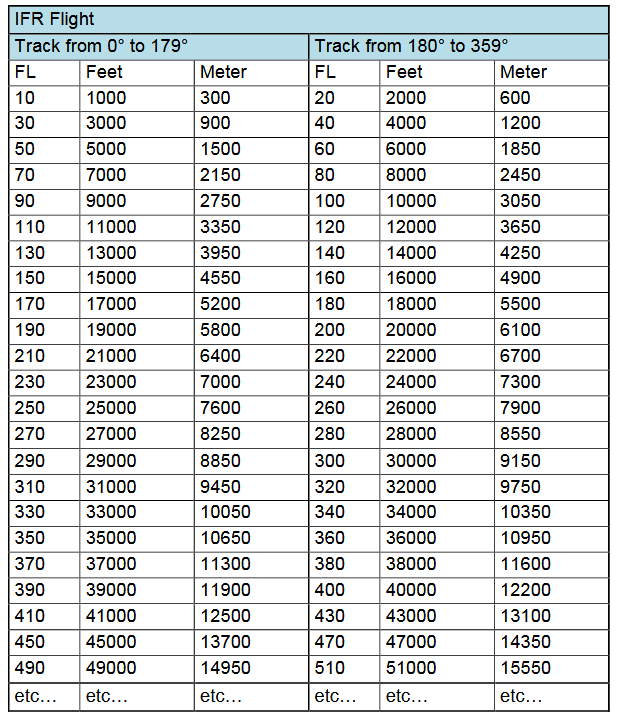 IFR Flight
Track from 0° to 179° Track from 180° to 359°
FL Feet Meter FL Feet Meter
10 1000 300 20 2000 600
30 3000 900 40 4000 1200
50 5000 1500 60 6000 1850
70 7000 2150 80 8000 2450
90 9000 2750 100 10000 3050
110 11000 3350 120 12000 3650
130 13000 3950 140 14000 4250
150 15000 4550 160 16000 4900
170 17000 5200 180 18000 5500
190 19000 5800 200 20000 6100
210 21000 6400 220 22000 6700
230 23000 7000 240 24000 7300
250 25000 7600 260 26000 7900
270 27000 8250 280 28000 8550
290 29000 8850 300 30000 9150
310 31000 9450 320 32000 9750
330 33000 10050 340 34000 10350
350 35000 10650 360 36000 10950
370 37000 11300 380 38000 11600
390 39000 11900 400 40000 12200
410 41000 12500 430 43000 13100
450 45000 13700 470 47000 14350
490 49000 14950 510 51000 15550
etc… etc… etc… etc… etc… etc…